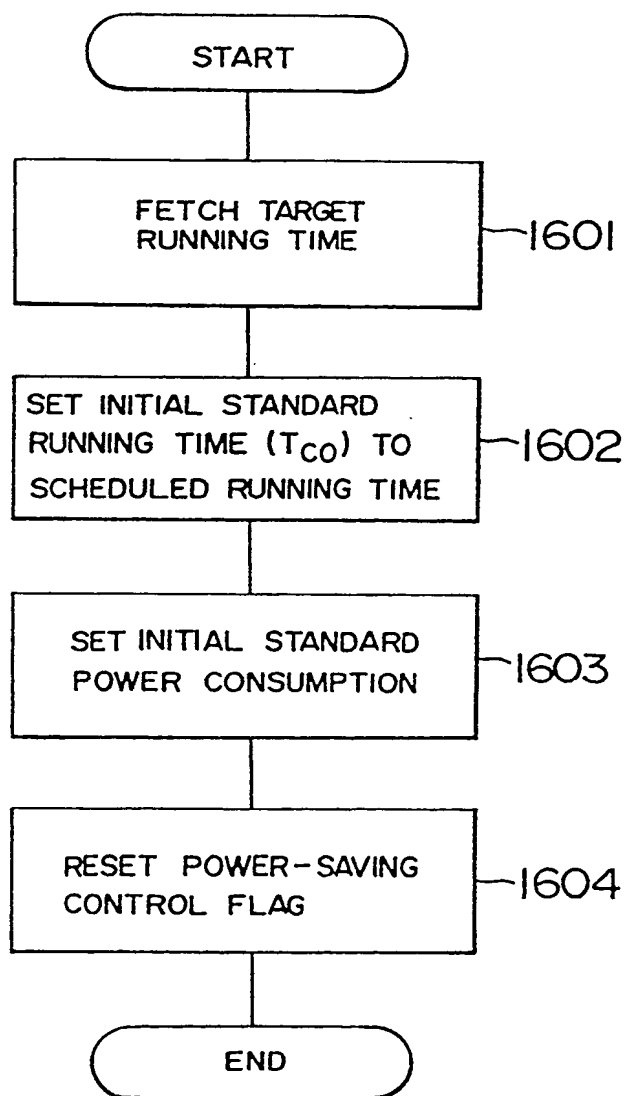 START
FETCH TARGET
RUNNING TIME
1601
SET INITIAL STANDARD
RUNNING TIME (TCO) TO
SCHEDULED RUNNING TIME
1602
SET INITIAL STANDARD
POWER CONSUMPTION
1603
RESET POWER-SAVING
CONTROL FLAG
1604
END